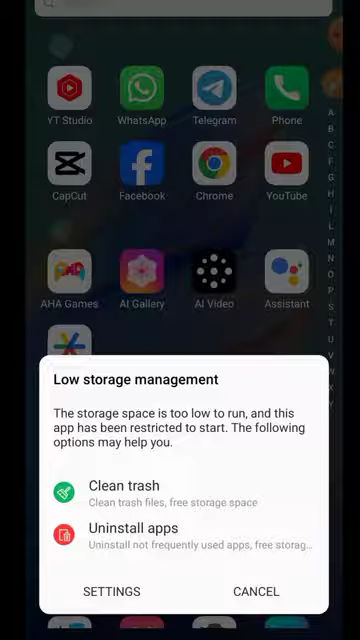 YT Studio WhatsApp Telegram Phone
CapCut Facebook Chrome YouTube
AHA Games AI Gallery AI Video Assistant
A
B
C
F
G
H
I
L
M
N
O
P
S
T
U
V
W
X
Y
Low storage management
The storage space is too low to run, and this
app has been restricted to start. The following
options may help you.
Clean trash
Clean trash files, free storage space
Uninstall apps
Uninstall not frequently used apps, free storag...
SETTINGS CANCEL